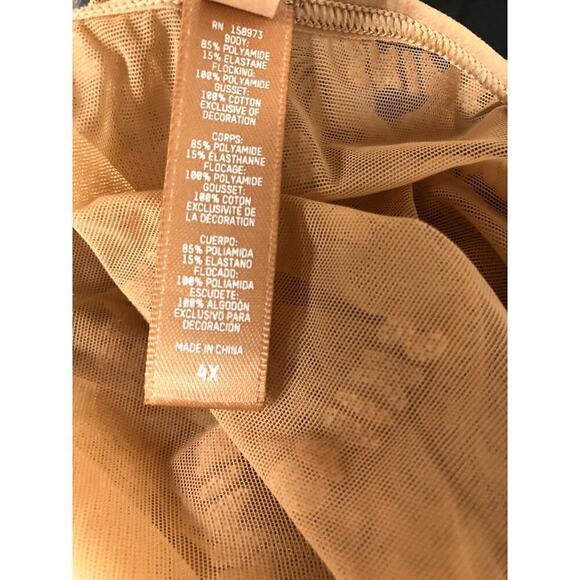 RN 158973
BODY:
85% POLYAMIDE
15% ELASTANE
FLOCKING:
100% POLYAMIDE
GUSSET:
100% COTTON
EXCLUSIVE OF
DECORATION
CORPS:
85% POLYAMIDE
15% ÉLASTHANNE
FLOCAGE:
100% POLYAMIDE
GOUSSET:
100% COTON
EXCLUSIVITÉ DE
LA DÉCORATION
CUERPO:
85% POLIAMIDA
15% ELASTANO
FLOCADO:
100% POLIAMIDA
ESCUDETE:
100% ALGODÓN
EXCLUSIVO PARA
DECORACIÓN
MADE IN CHINA
4X